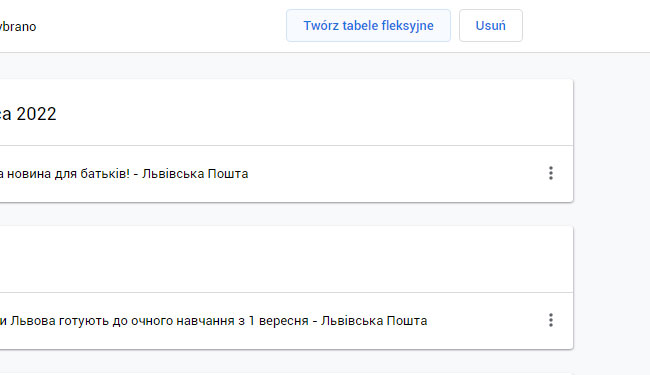 ybrano Twórz tabele fleksyjne Usuń
ca 2022
а новина для батьків! - Львівська Пошта
и Львова готують до очного навчання з 1 вересня - Львівська Пошта